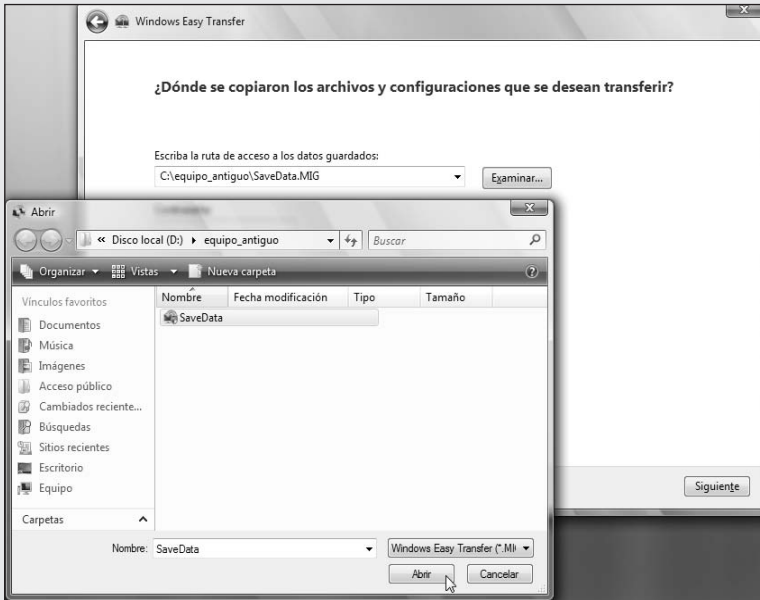 Windows Easy Transfer
¿Dónde se copiaron los archivos y configuraciones que se desean transferir?
Escriba la ruta de acceso a los datos guardados:
C:\equipo_antiguo\SaveData.MIG
Examinar...
Abrir
« Disco local (D:) ▸ equipo_antiguo
Buscar
Organizar
Vistas
Nueva carpeta
Vínculos favoritos
Documentos
Música
Imágenes
Acceso público
Cambiados reciente...
Búsquedas
Sitios recientes
Escritorio
Equipo
Carpetas
Nombre
Fecha modificación
Tipo
Tamaño
SaveData
Nombre:
SaveData
Windows Easy Transfer (*.MI
Abrir
Cancelar
Siguiente